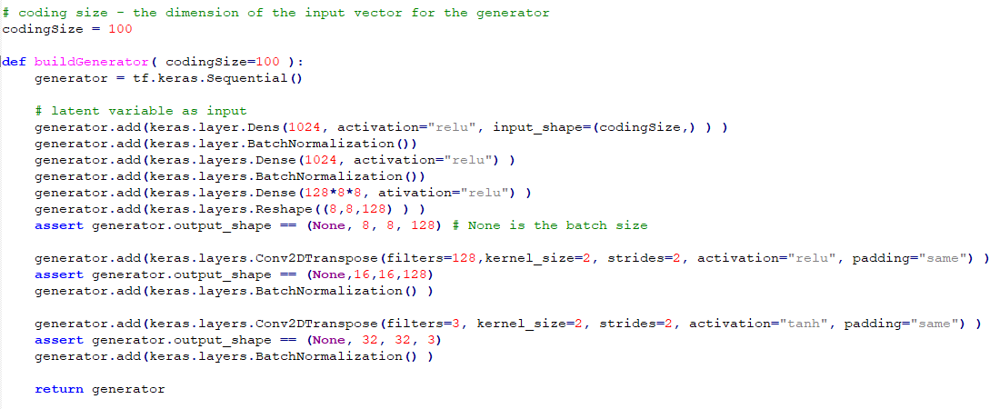 # coding size - the dimension of the input vector for the generator
codingSize = 100
def buildGenerator( codingSize=100 ):
generator = tf.keras.Sequential()
# latent variable as input
generator.add(keras.layer.Dens(1024, activation="relu", input_shape=(codingSize,) ) )
generator.add(keras.layer.BatchNormalization())
generator.add(keras.layers.Dense(1024, activation="relu") )
generator.add(keras.layers.BatchNormalization())
generator.add(keras.layers.Dense(128*8*8, ativation="relu") )
generator.add(keras.layers.Reshape((8,8,128) ) )
assert generator.output_shape == (None, 8, 8, 128) # None is the batch size
generator.add(keras.layers.Conv2DTranspose(filters=128,kernel_size=2, strides=2, activation="relu", padding="same") )
assert generator.output_shape == (None,16,16,128)
generator.add(keras.layers.BatchNormalization() )
generator.add(keras.layers.Conv2DTranspose(filters=3, kernel_size=2, strides=2, activation="tanh", padding="same") )
assert generator.output_shape == (None, 32, 32, 3)
generator.add(keras.layers.BatchNormalization() )
return generator